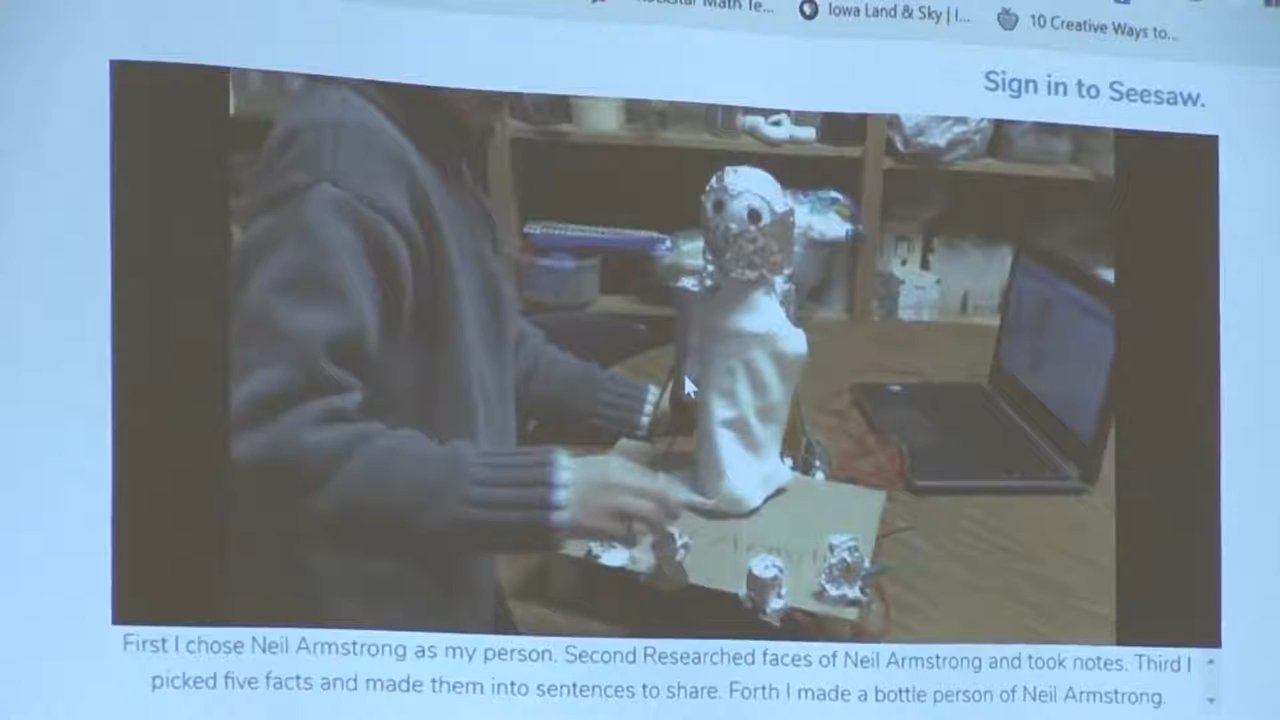 Math Te...
Iowa Land & Sky | I...
10 Creative Ways to...
Sign in to Seesaw.
First I chose Neil Armstrong as my person. Second Researched faces of Neil Armstrong and took notes. Third I
picked five facts and made them into sentences to share. Forth I made a bottle person of Neil Armstrong.